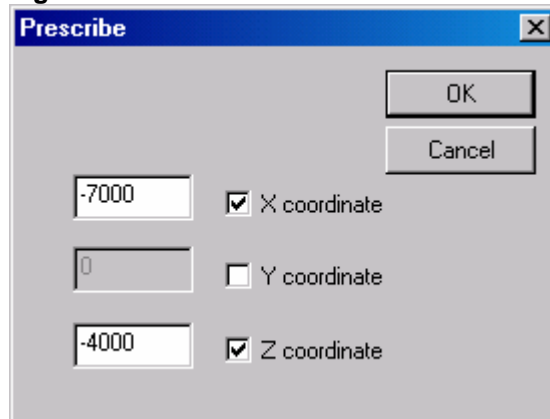 Prescribe
OK
Cancel
-7000
X coordinate
0
Y coordinate
-4000
Z coordinate